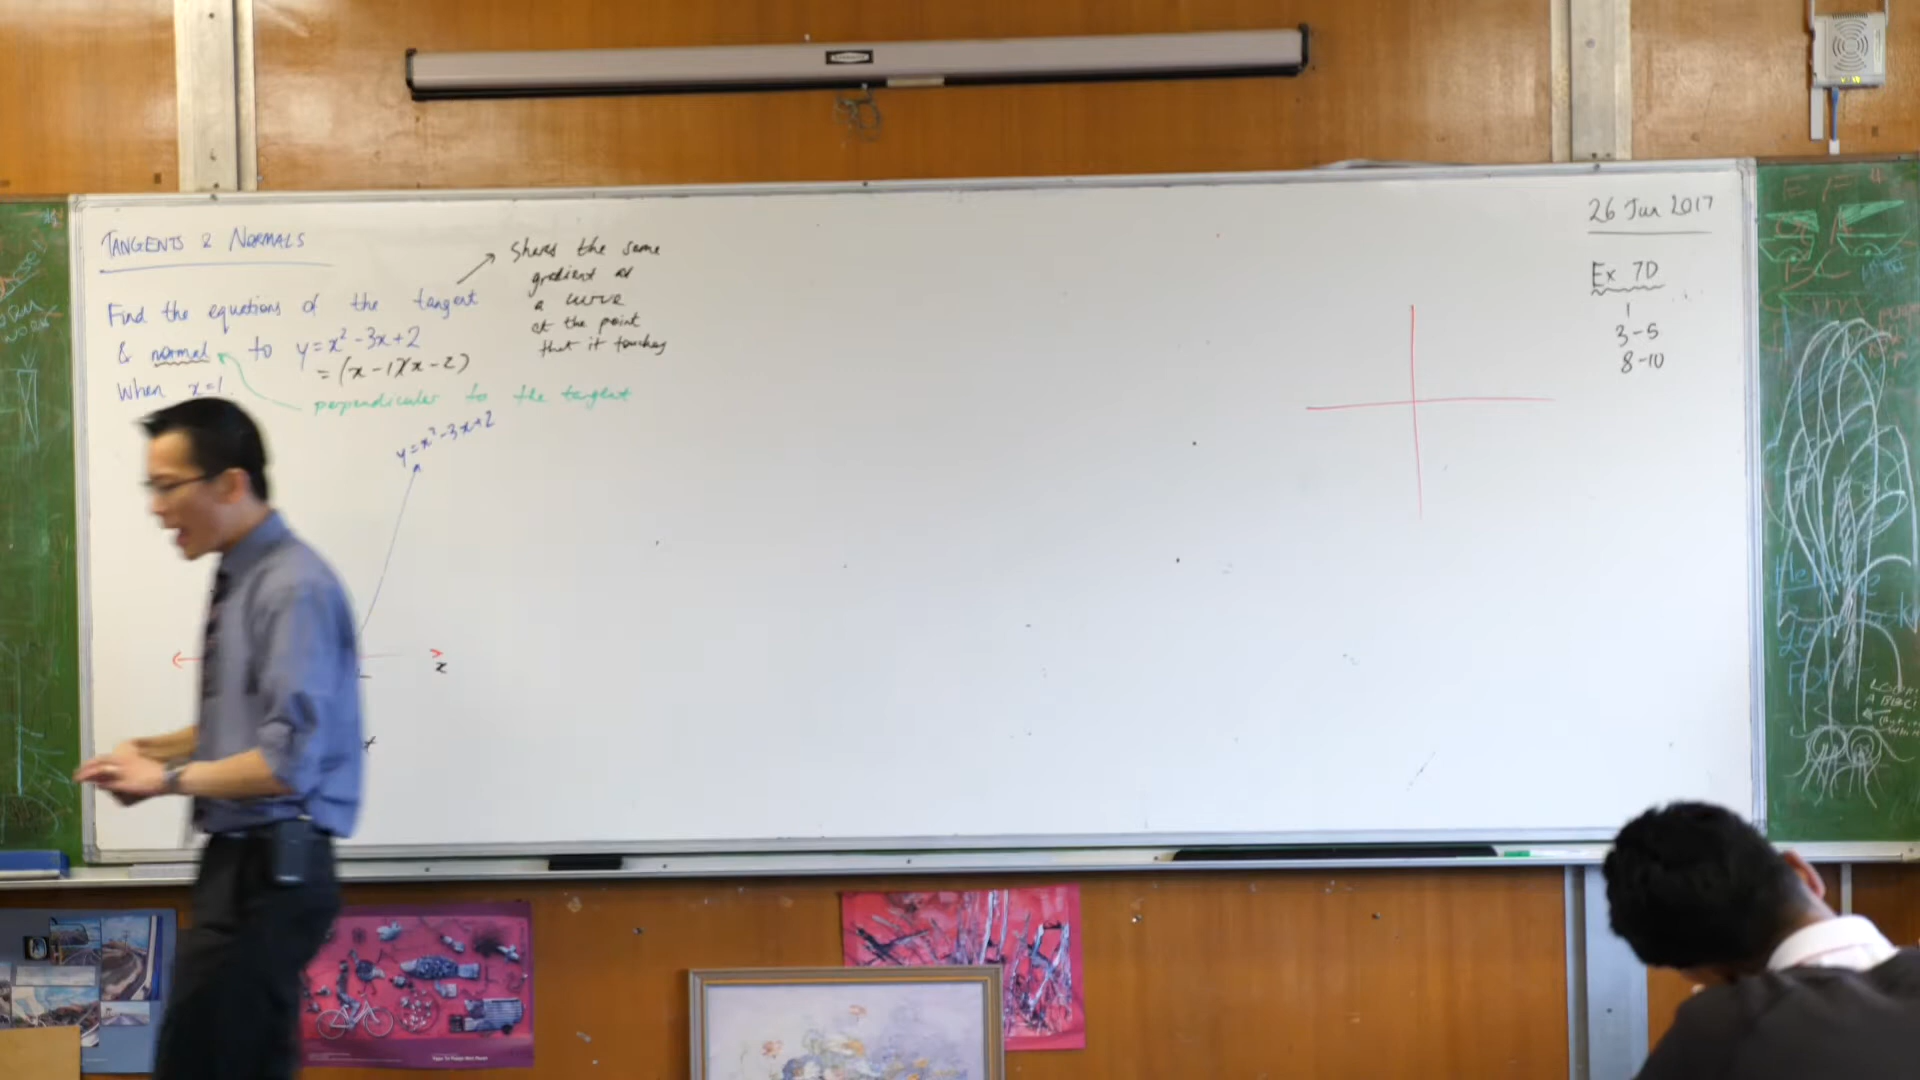 TANGENTS & NORMALS
Find the equations of the tangent
& normal to y = x² - 3x + 2
= (x - 1)(x - 2)
When x = 1
Shares the same
gradient as
a curve
at the point
that it touches
perpendicular to the tangent
y = x² - 3x + 2
x
26 Jun 2017
Ex 7D
1
3 - 5
8 - 10